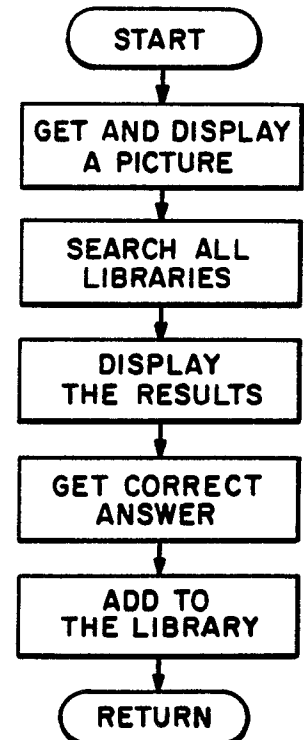 START
GET AND DISPLAY
A PICTURE
SEARCH ALL
LIBRARIES
DISPLAY
THE RESULTS
GET CORRECT
ANSWER
ADD TO
THE LIBRARY
RETURN